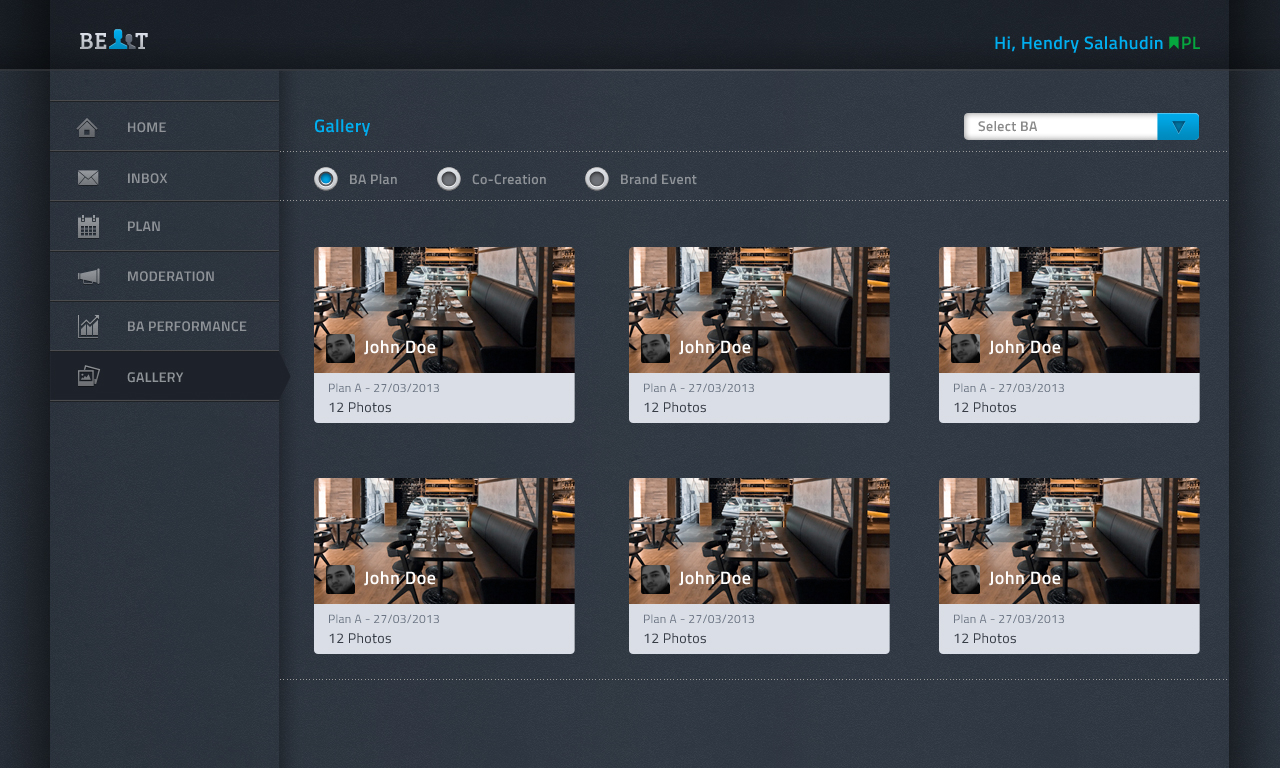 BE T
Hi, Hendry Salahudin PL
HOME
INBOX
PLAN
MODERATION
BA PERFORMANCE
GALLERY
Gallery
Select BA
BA Plan
Co-Creation
Brand Event
John Doe
Plan A - 27/03/2013
12 Photos
John Doe
Plan A - 27/03/2013
12 Photos
John Doe
Plan A - 27/03/2013
12 Photos
John Doe
Plan A - 27/03/2013
12 Photos
John Doe
Plan A - 27/03/2013
12 Photos
John Doe
Plan A - 27/03/2013
12 Photos